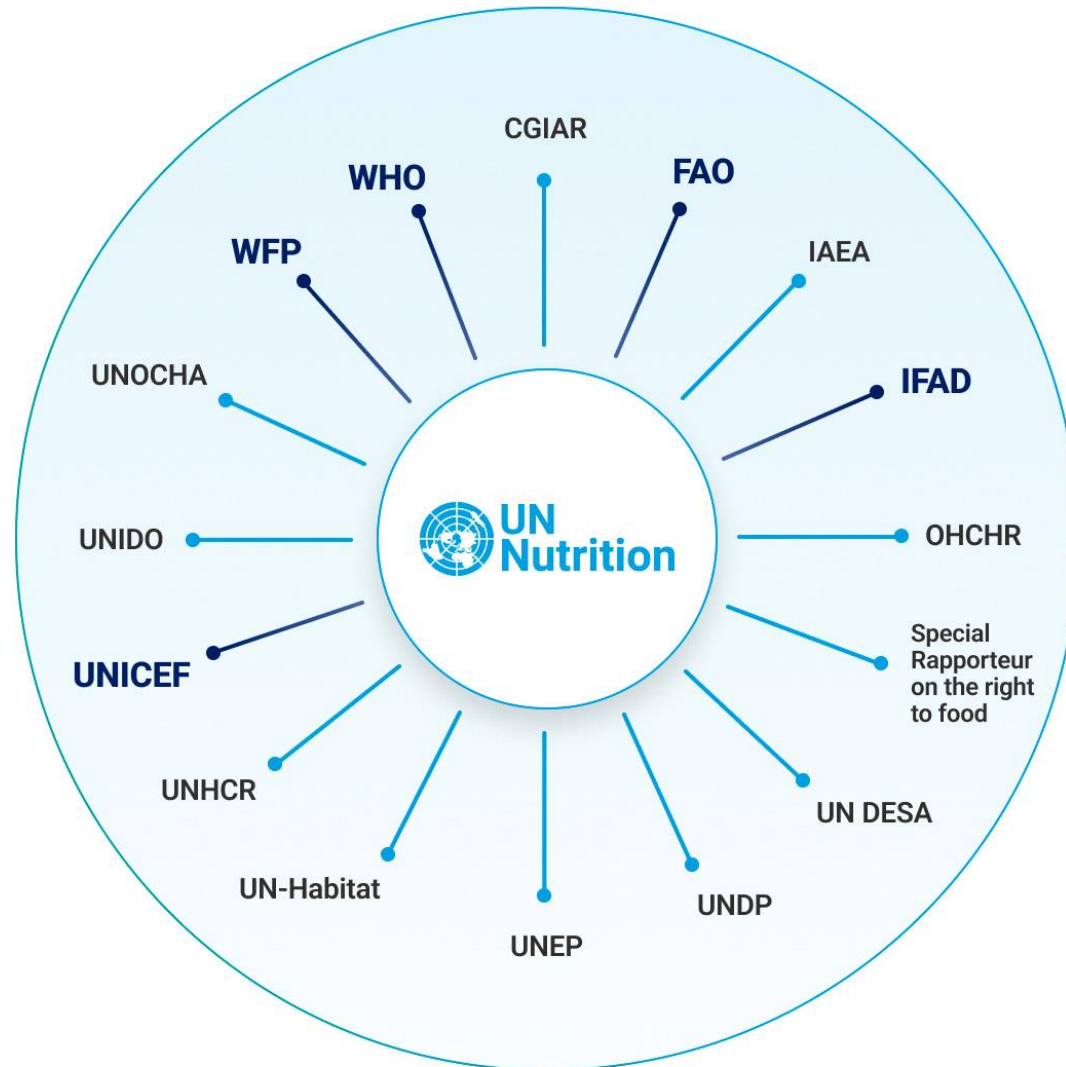 CGIAR
WHO
FAO
WFP
IAEA
UNOCHA
IFAD
UN
Nutrition
UNIDO
OHCHR
Special
Rapporteur
on the right
to food
UNICEF
UNHCR
UN DESA
UN-Habitat
UNDP
UNEP